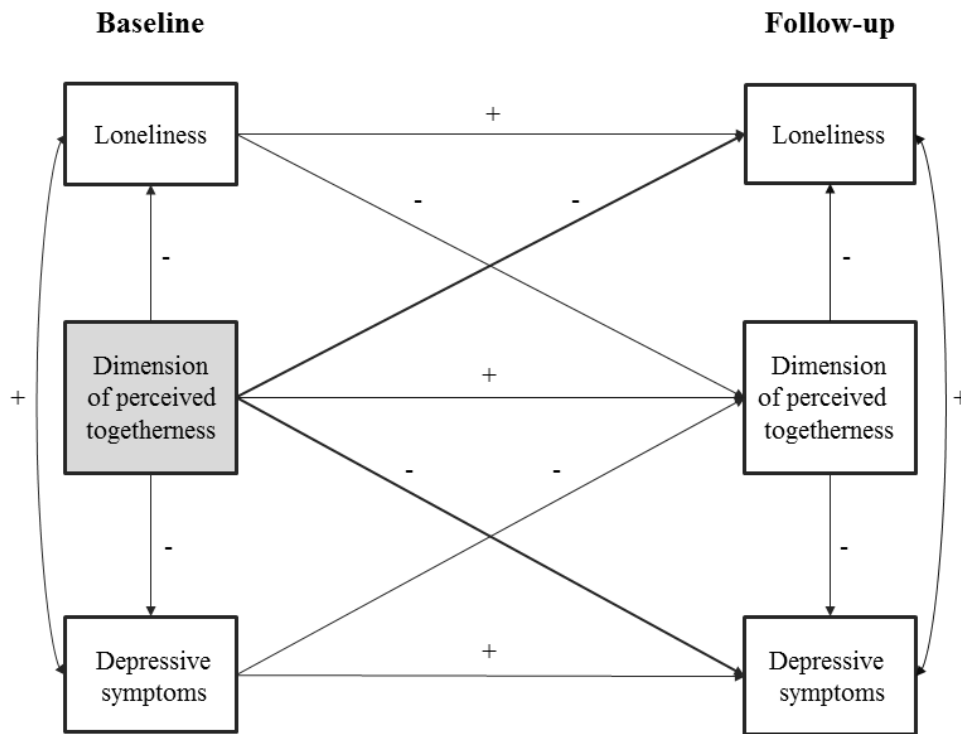 Baseline
Follow-up
Loneliness
+
Loneliness
-
-
-
-
Dimension
of perceived
togetherness
+
Dimension
of perceived
togetherness
+
+
-
-
-
-
Depressive
symptoms
+
Depressive
symptoms